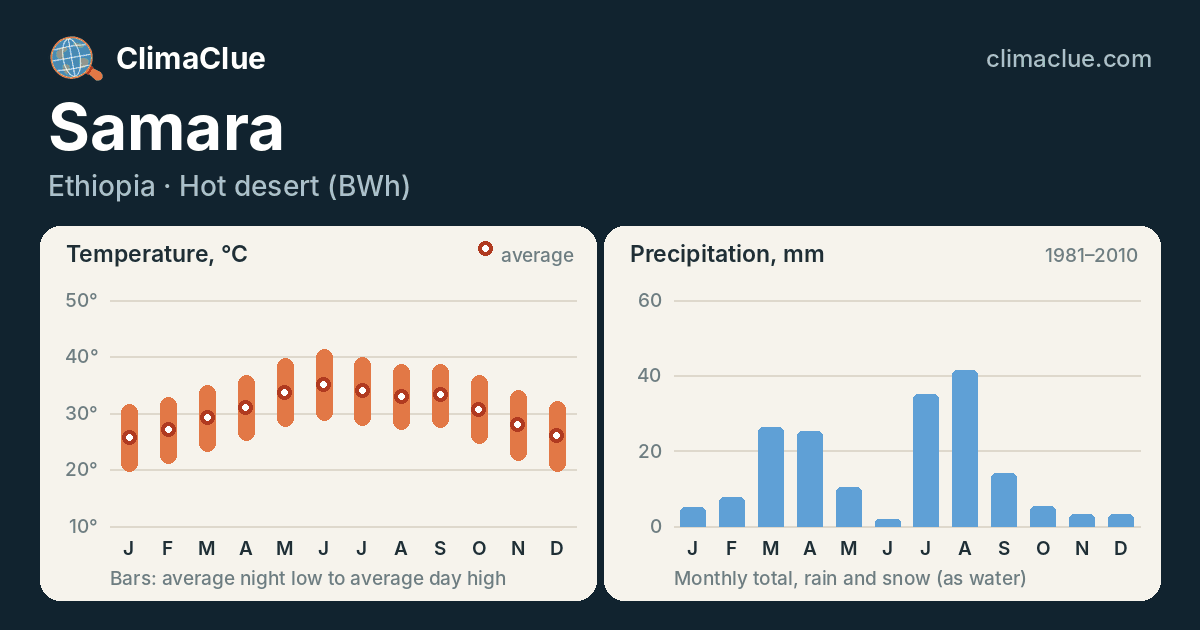 ClimaClue
climaclue.com
Samara
Ethiopia · Hot desert (BWh)
Temperature, °C
average
50°
40°
30°
20°
10°
J F M A M J J A S O N D
Bars: average night low to average day high
Precipitation, mm
1981–2010
60
40
20
0
J F M A M J J A S O N D
Monthly total, rain and snow (as water)